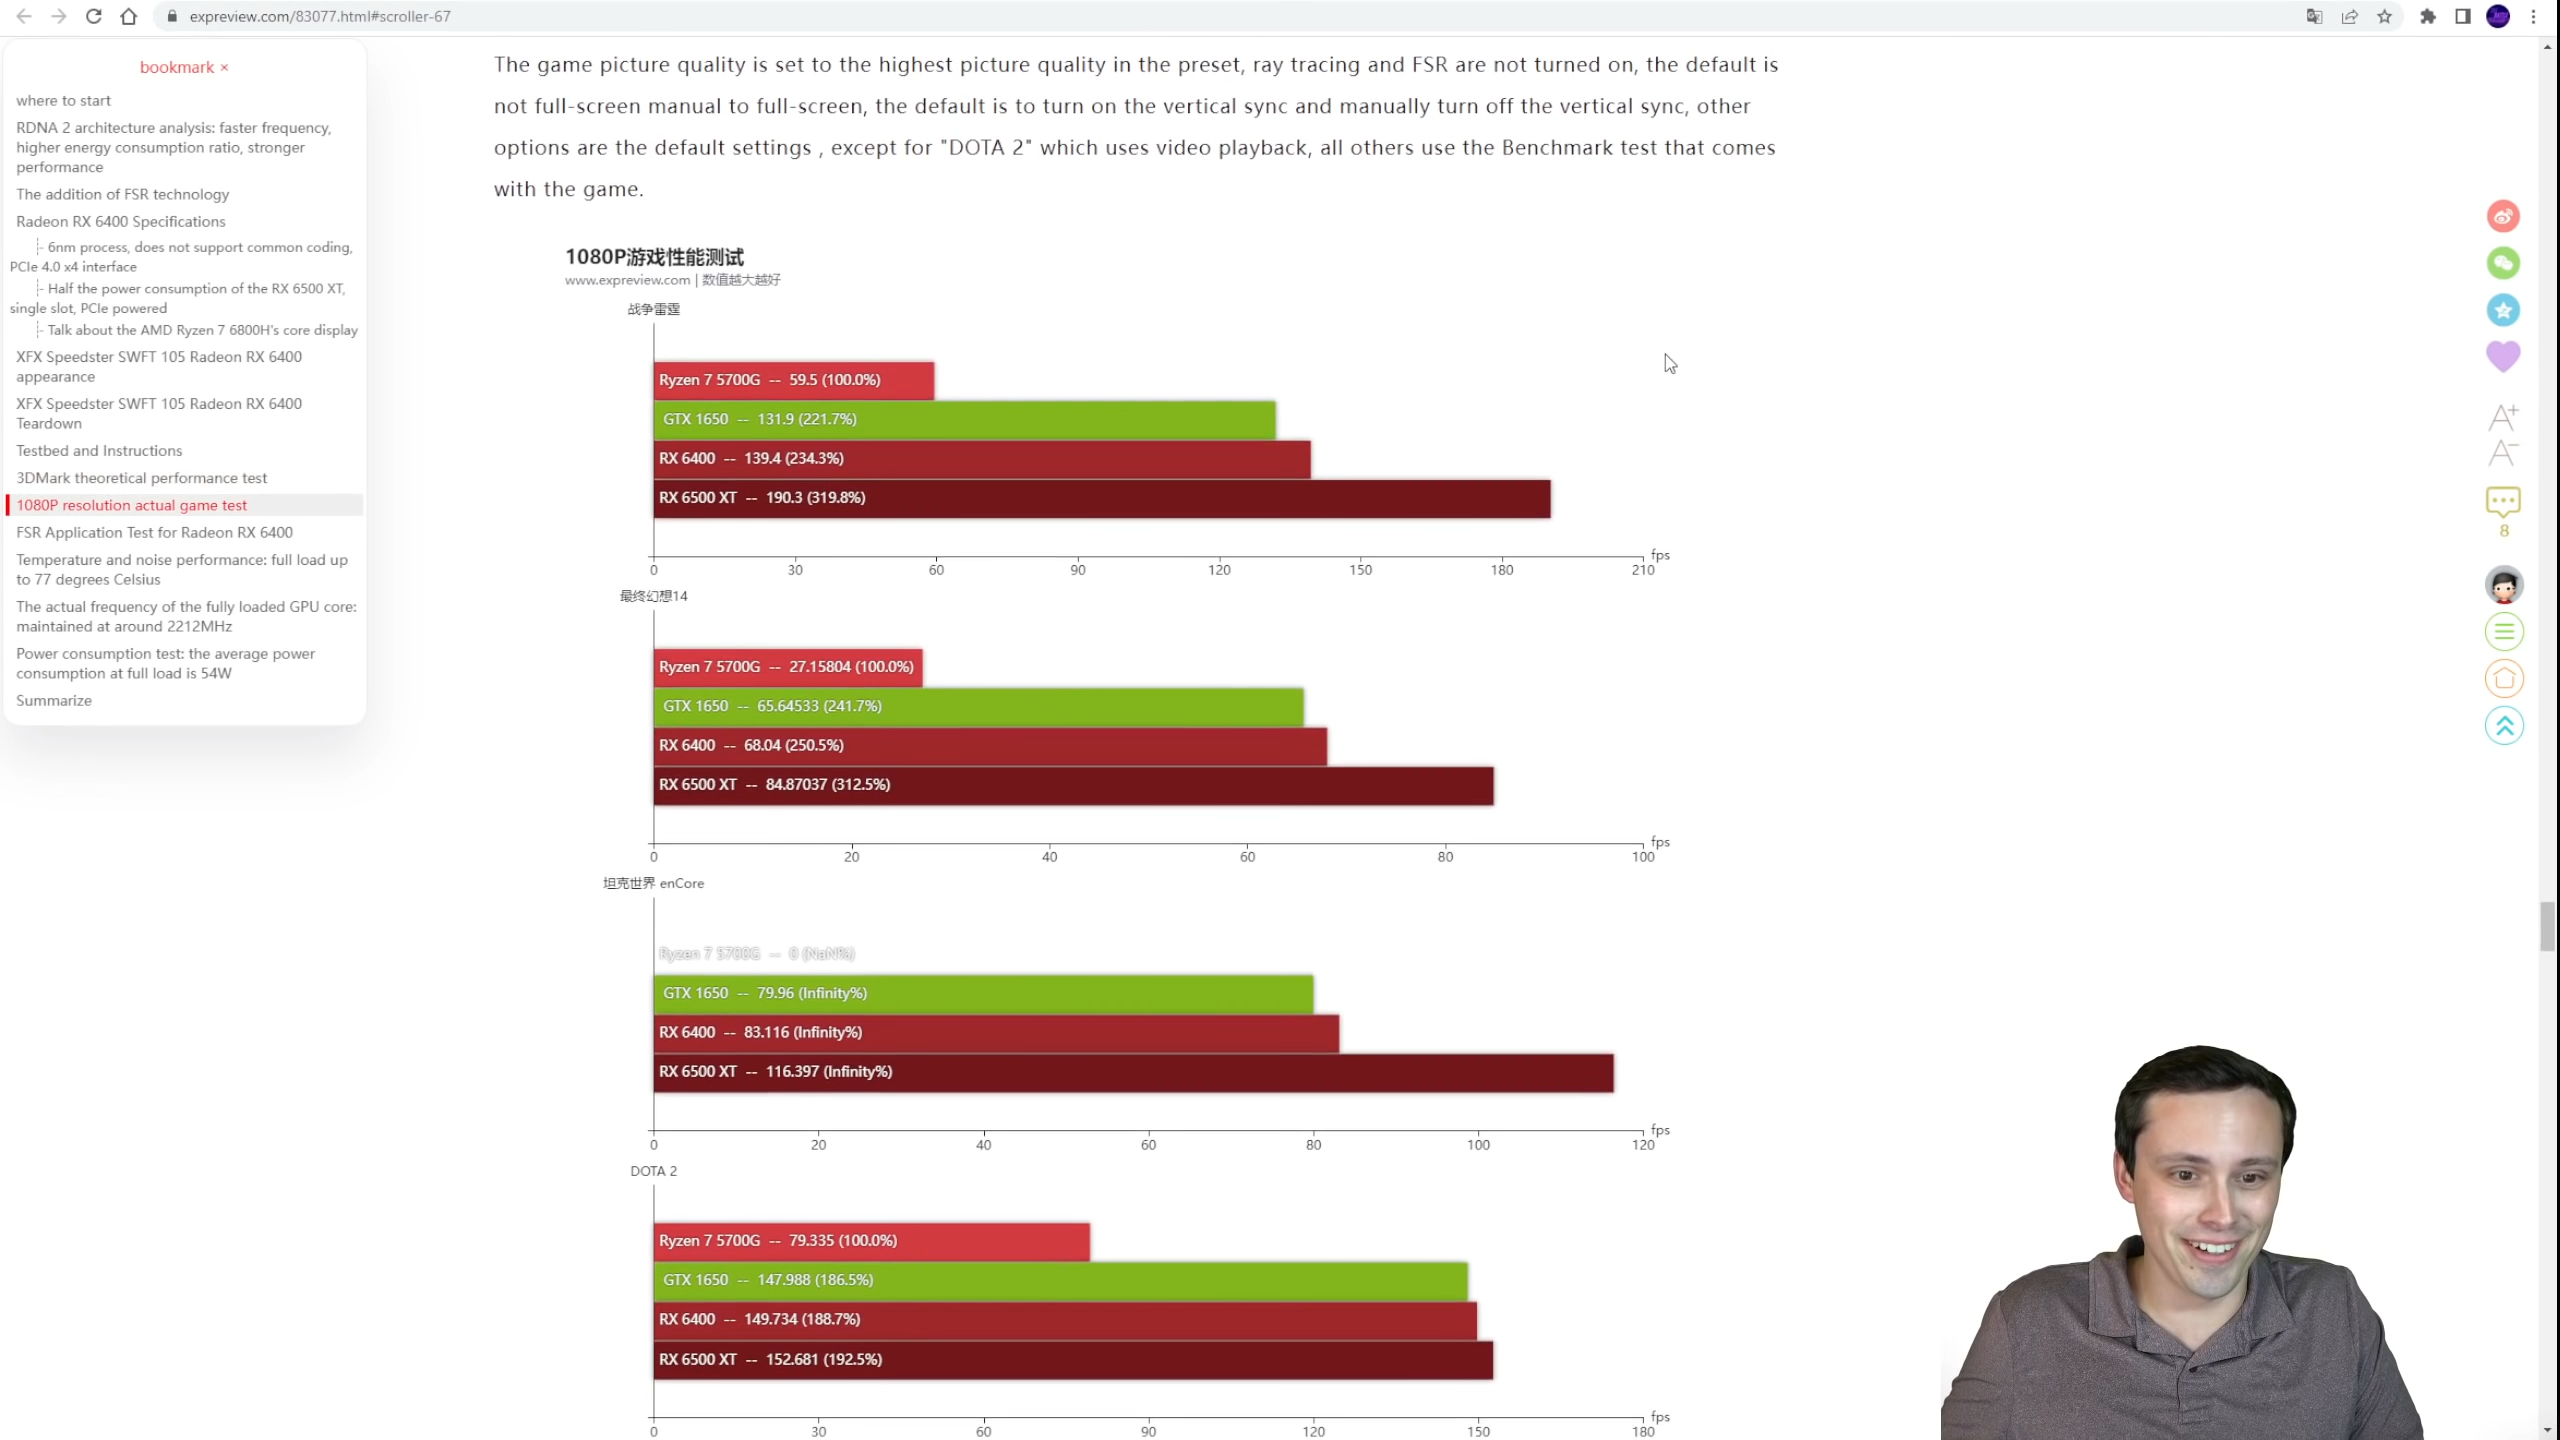 expreview.com/83077.html#scroller-67
bookmark ×
where to start
RDNA 2 architecture analysis: faster frequency,
higher energy consumption ratio, stronger
performance
The addition of FSR technology
Radeon RX 6400 Specifications
- 6nm process, does not support common coding,
PCIe 4.0 x4 interface
- Half the power consumption of the RX 6500 XT,
single slot, PCIe powered
- Talk about the AMD Ryzen 7 6800H's core display
XFX Speedster SWFT 105 Radeon RX 6400
appearance
XFX Speedster SWFT 105 Radeon RX 6400
Teardown
Testbed and Instructions
3DMark theoretical performance test
1080P resolution actual game test
FSR Application Test for Radeon RX 6400
Temperature and noise performance: full load up
to 77 degrees Celsius
The actual frequency of the fully loaded GPU core:
maintained at around 2212MHz
Power consumption test: the average power
consumption at full load is 54W
Summarize
The game picture quality is set to the highest picture quality in the preset, ray tracing and FSR are not turned on, the default is
not full-screen manual to full-screen, the default is to turn on the vertical sync and manually turn off the vertical sync, other
options are the default settings , except for "DOTA 2" which uses video playback, all others use the Benchmark test that comes
with the game.
1080P游戏性能测试
www.expreview.com | 数值越大越好
战争雷霆
Ryzen 7 5700G -- 59.5 (100.0%)
GTX 1650 -- 131.9 (221.7%)
RX 6400 -- 139.4 (234.3%)
RX 6500 XT -- 190.3 (319.8%)
fps
0 30 60 90 120 150 180 210
最终幻想14
Ryzen 7 5700G -- 27.15804 (100.0%)
GTX 1650 -- 65.64533 (241.7%)
RX 6400 -- 68.04 (250.5%)
RX 6500 XT -- 84.87037 (312.5%)
fps
0 20 40 60 80 100
坦克世界 enCore
Ryzen 7 5700G -- 0 (NaN%)
GTX 1650 -- 79.96 (Infinity%)
RX 6400 -- 83.116 (Infinity%)
RX 6500 XT -- 116.397 (Infinity%)
fps
0 20 40 60 80 100 120
DOTA 2
Ryzen 7 5700G -- 79.335 (100.0%)
GTX 1650 -- 147.988 (186.5%)
RX 6400 -- 149.734 (188.7%)
RX 6500 XT -- 152.681 (192.5%)
fps
0 30 60 90 120 150 180
A+
A-
8